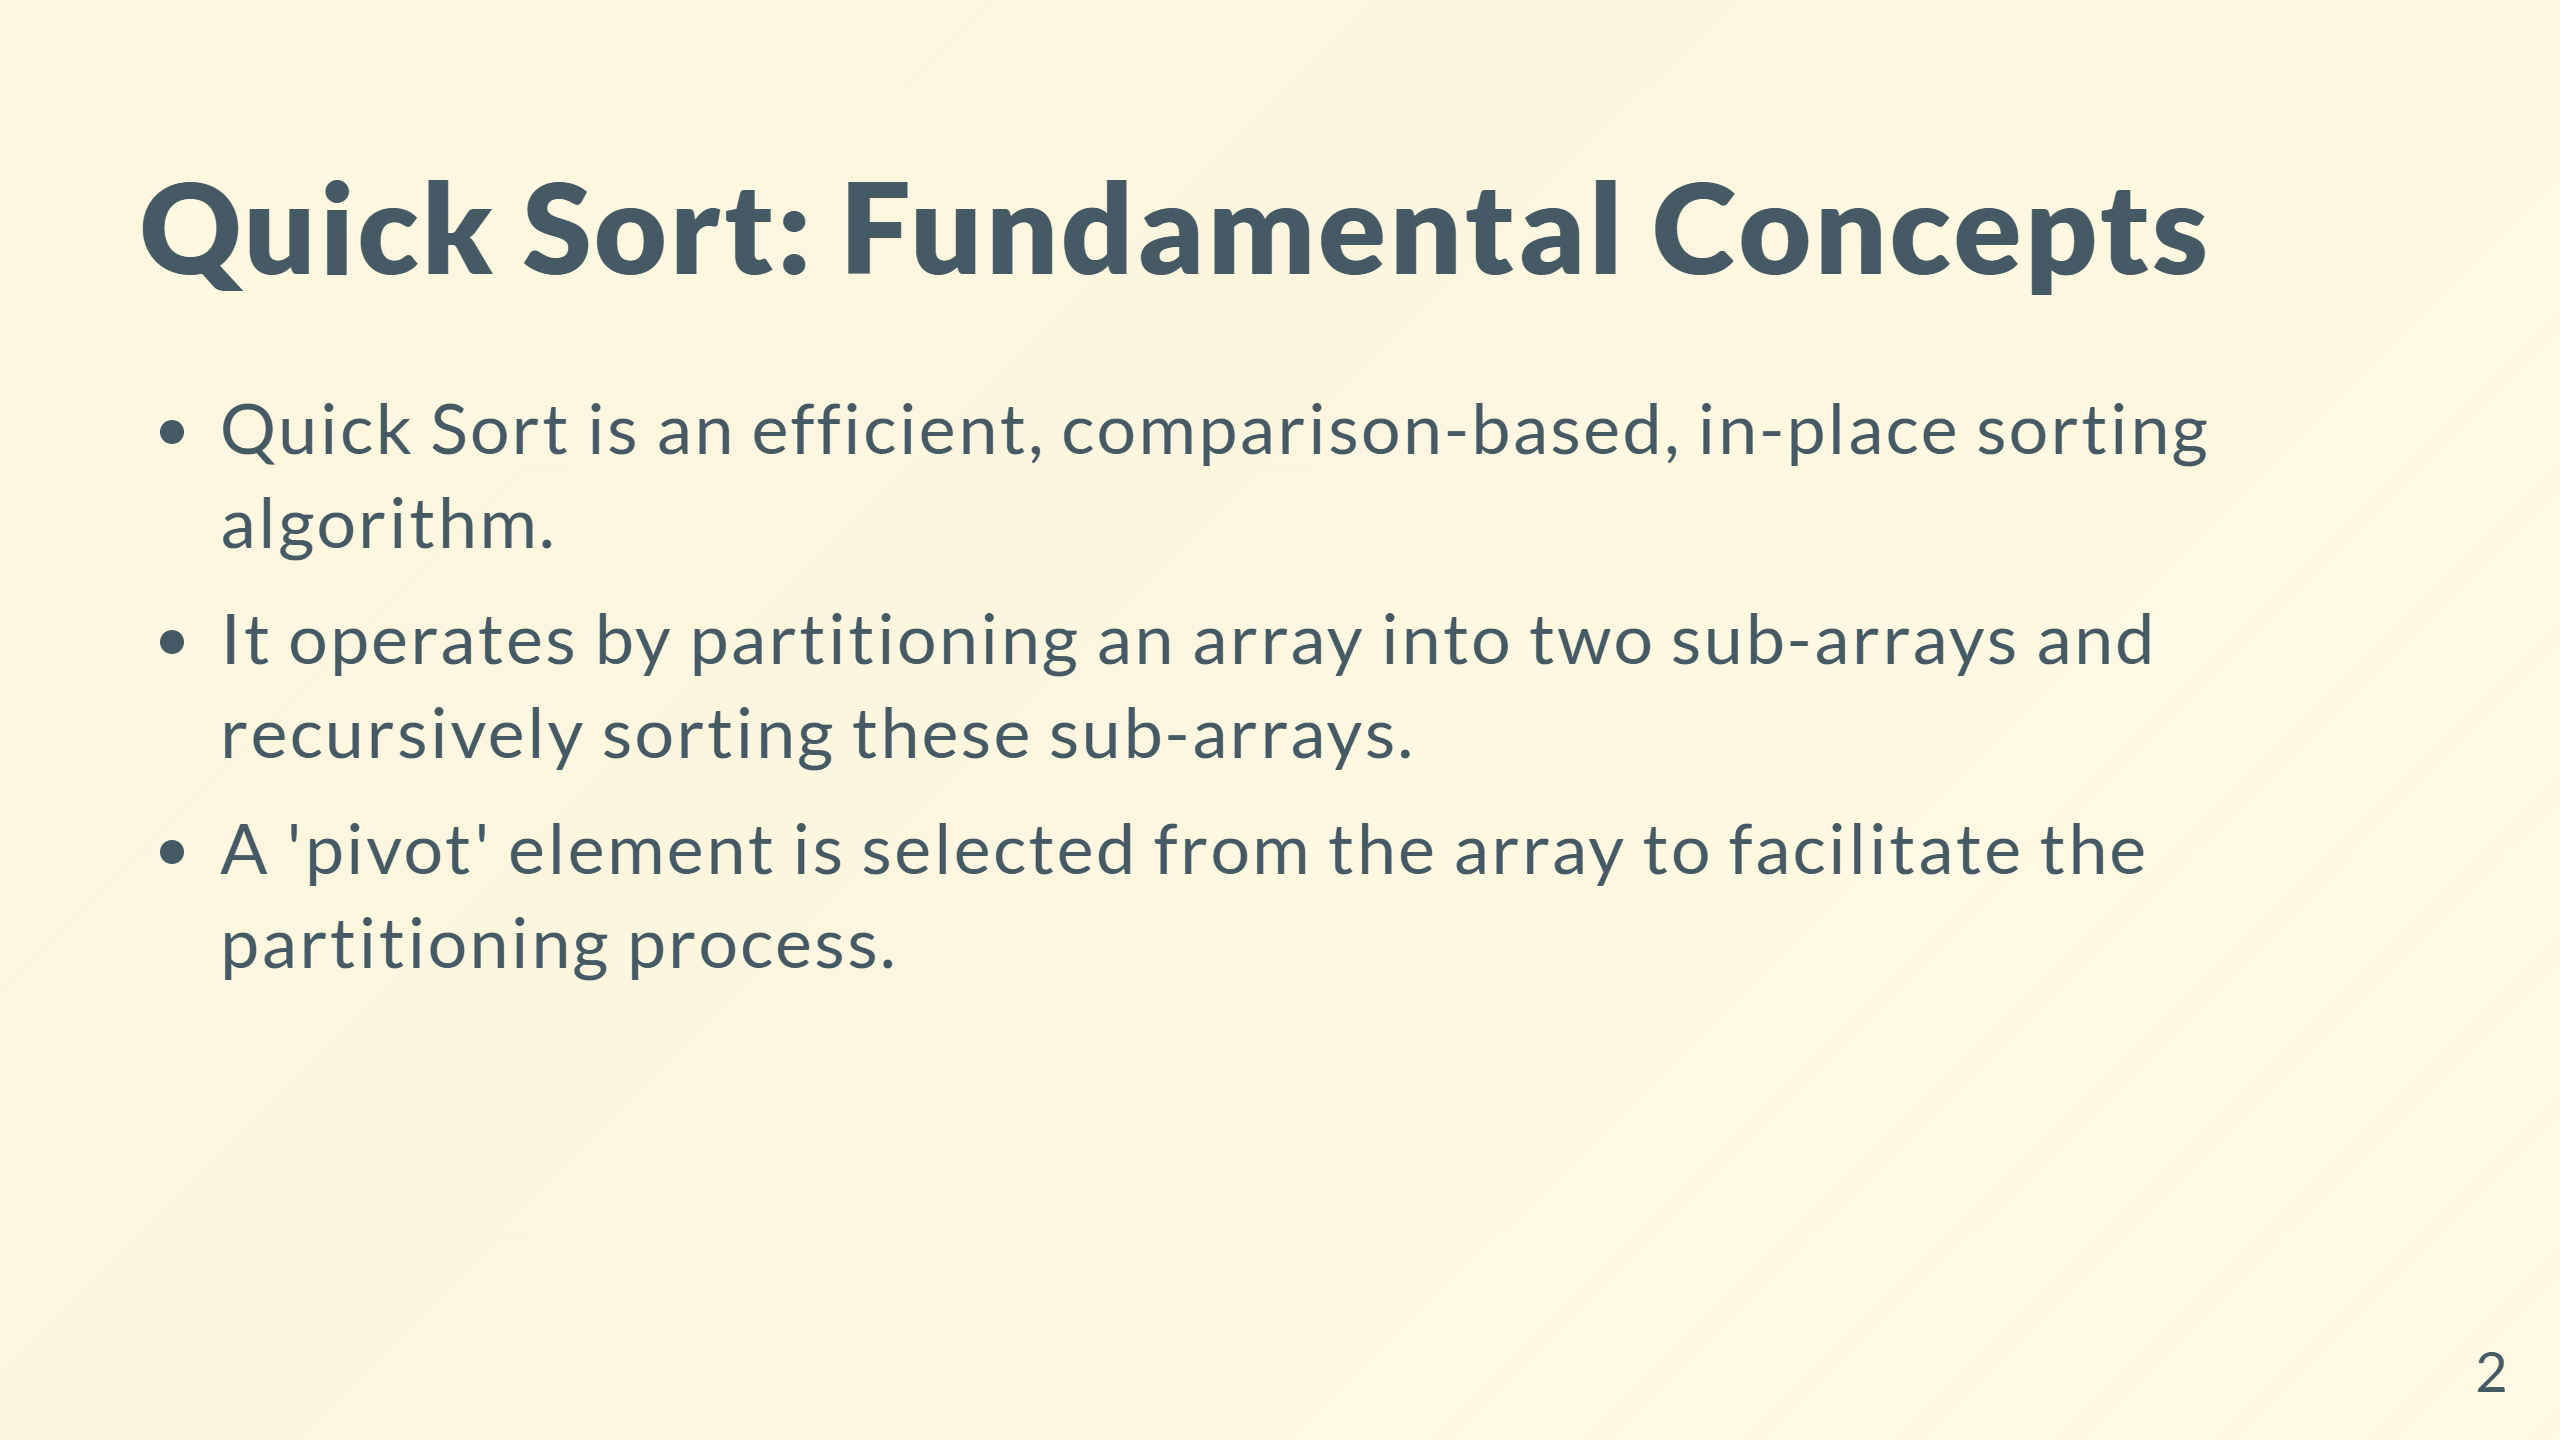 Quick Sort: Fundamental Concepts
• Quick Sort is an efficient, comparison-based, in-place sorting
algorithm.
• It operates by partitioning an array into two sub-arrays and
recursively sorting these sub-arrays.
• A 'pivot' element is selected from the array to facilitate the
partitioning process.
2